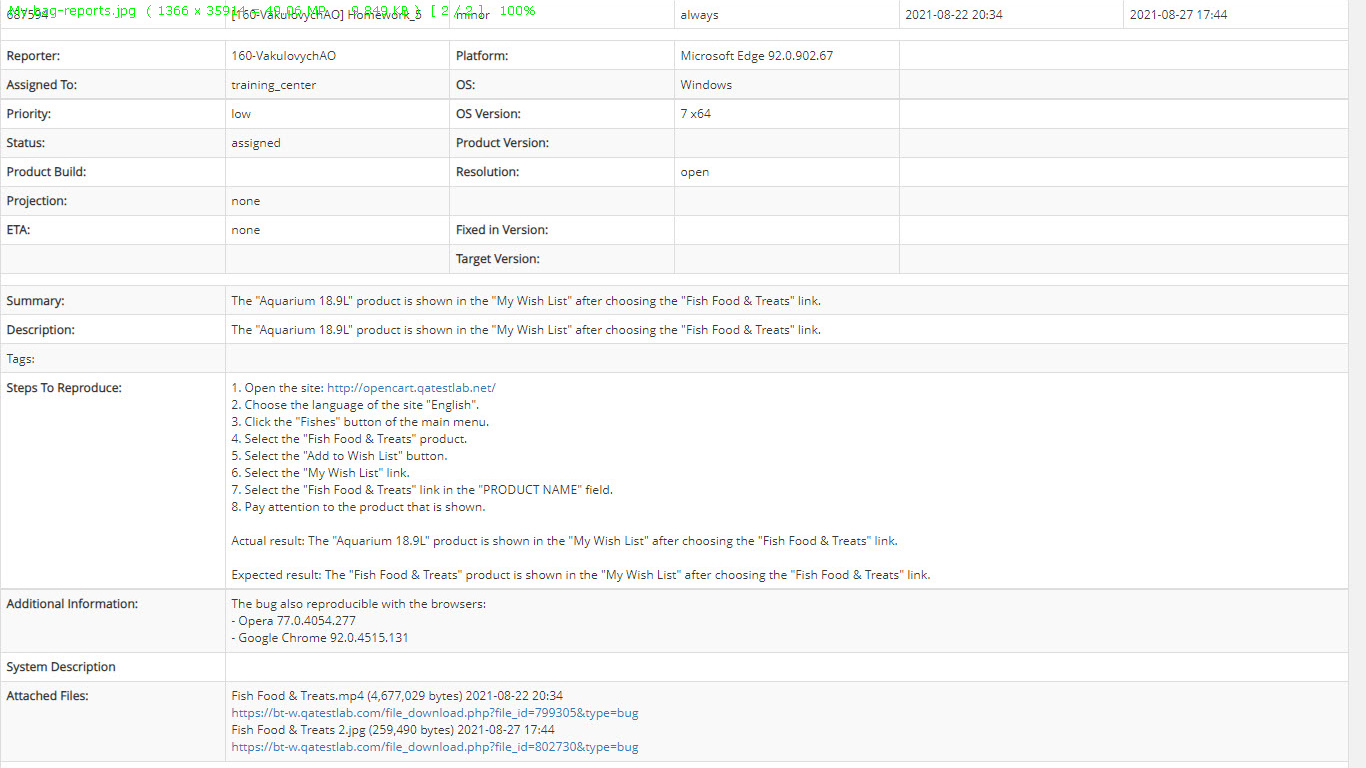 My-bag-reports.jpg ( 1366 x 35914 = 49.06 MP, 9,849 KB ) [ 2 / 2 ] 100%
687594 [160-VakulovychAO] Homework_5 minor always 2021-08-22 20:34 2021-08-27 17:44
Reporter: 160-VakulovychAO Platform: Microsoft Edge 92.0.902.67
Assigned To: training_center OS: Windows
Priority: low OS Version: 7 x64
Status: assigned Product Version:
Product Build: Resolution: open
Projection: none
ETA: none Fixed in Version:
Target Version:
Summary: The "Aquarium 18.9L" product is shown in the "My Wish List" after choosing the "Fish Food & Treats" link.
Description: The "Aquarium 18.9L" product is shown in the "My Wish List" after choosing the "Fish Food & Treats" link.
Tags:
Steps To Reproduce: 1. Open the site: http://opencart.qatestlab.net/
2. Choose the language of the site "English".
3. Click the "Fishes" button of the main menu.
4. Select the "Fish Food & Treats" product.
5. Select the "Add to Wish List" button.
6. Select the "My Wish List" link.
7. Select the "Fish Food & Treats" link in the "PRODUCT NAME" field.
8. Pay attention to the product that is shown.
Actual result: The "Aquarium 18.9L" product is shown in the "My Wish List" after choosing the "Fish Food & Treats" link.
Expected result: The "Fish Food & Treats" product is shown in the "My Wish List" after choosing the "Fish Food & Treats" link.
Additional Information: The bug also reproducible with the browsers:
- Opera 77.0.4054.277
- Google Chrome 92.0.4515.131
System Description
Attached Files: Fish Food & Treats.mp4 (4,677,029 bytes) 2021-08-22 20:34
https://bt-w.qatestlab.com/file_download.php?file_id=799305&type=bug
Fish Food & Treats 2.jpg (259,490 bytes) 2021-08-27 17:44
https://bt-w.qatestlab.com/file_download.php?file_id=802730&type=bug